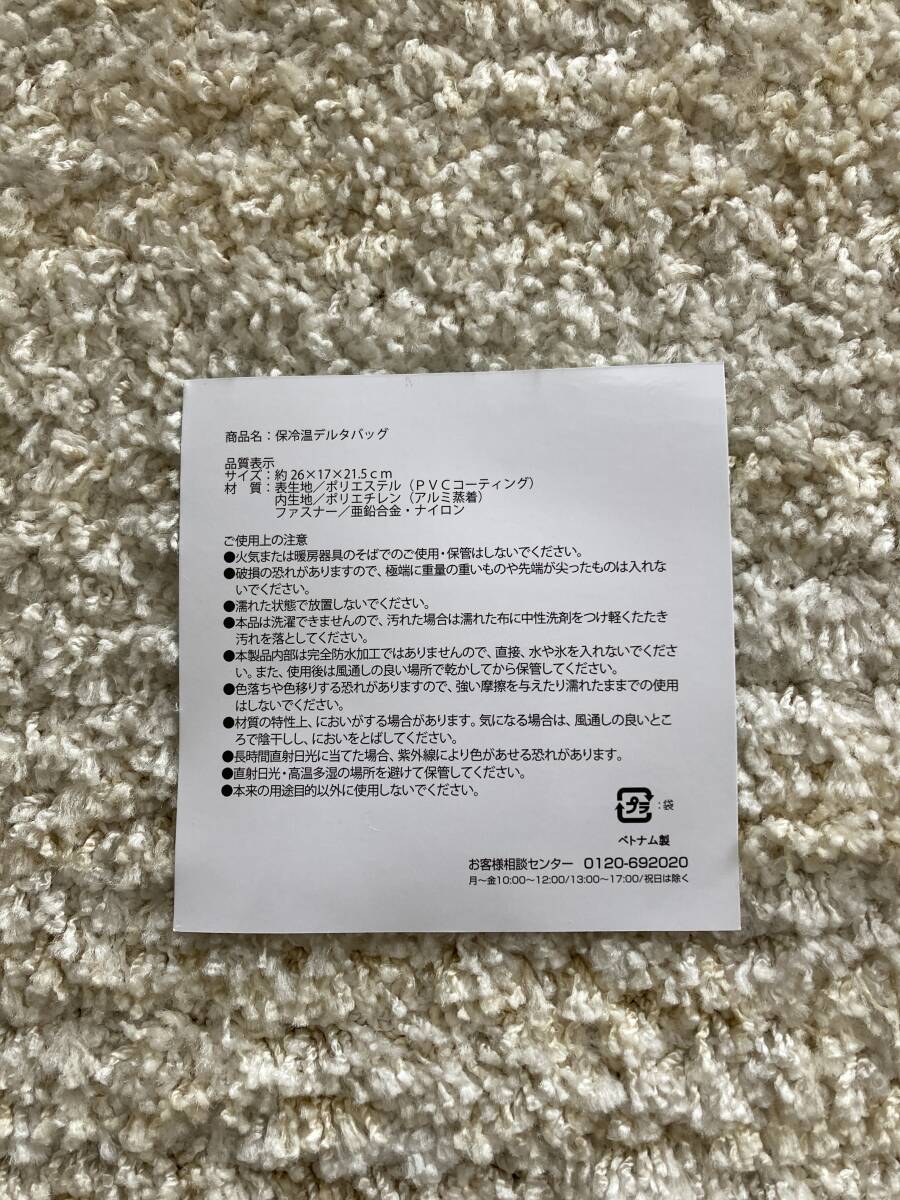 商品名：保冷温デルタバッグ
品質表示
サイズ：約26×17×21.5ｃｍ
材　質：表生地／ポリエステル（ＰＶＣコーティング）
内生地／ポリエチレン（アルミ蒸着）
ファスナー／亜鉛合金・ナイロン
ご使用上の注意
●火気または暖房器具のそばでのご使用・保管はしないでください。
●破損の恐れがありますので、極端に重量の重いものや先端が尖ったものは入れな
いでください。
●濡れた状態で放置しないでください。
●本品は洗濯できませんので、汚れた場合は濡れた布に中性洗剤をつけ軽くたたき
汚れを落としてください。
●本製品内部は完全防水加工ではありませんので、直接、水や氷を入れないでくださ
い。また、使用後は風通しの良い場所で乾かしてから保管してください。
●色落ちや色移りする恐れがありますので、強い摩擦を与えたり濡れたままでの使用
はしないでください。
●材質の特性上、においがする場合があります。気になる場合は、風通しの良いとこ
ろで陰干しし、においをとばしてください。
●長時間直射日光に当てた場合、紫外線により色があせる恐れがあります。
●直射日光・高温多湿の場所を避けて保管してください。
●本来の用途目的以外に使用しないでください。
プラ：袋
ベトナム製
お客様相談センター 0120-692020
月〜金10:00〜12:00/13:00〜17:00/祝日は除く